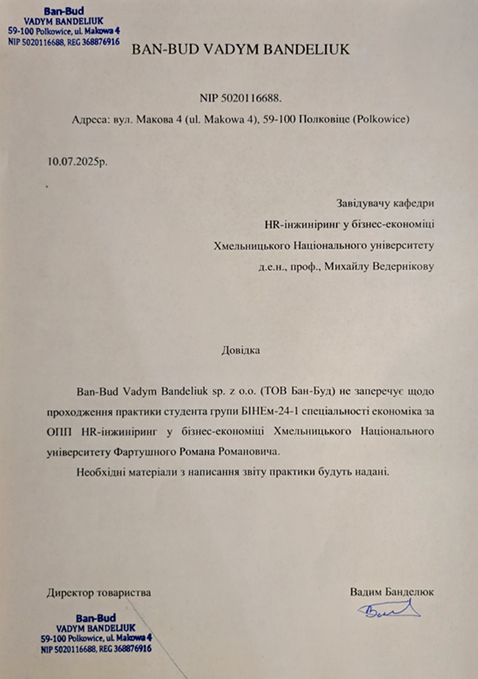 Ban-Bud
VADYM BANDELIUK
59-100 Polkowice, ul. Makowa 4
NIP 5020116688, REG 368876916
BAN-BUD VADYM BANDELIUK
NIP 5020116688.
Адреса: вул. Макова 4 (ul. Makowa 4), 59-100 Полковіце (Polkowice)
10.07.2025р.
Завідувачу кафедри
HR-інжиніринг у бізнес-економіці
Хмельницького Національного університету
д.е.н., проф., Михайлу Ведернікову
Довідка
Ban-Bud Vadym Bandeliuk sp. z o.o. (ТОВ Бан-Буд) не заперечує щодо
проходження практики студента групи БІНЕм-24-1 спеціальності економіка за
ОПП HR-інжиніринг у бізнес-економіці Хмельницького Національного
університету Фартушного Романа Романовича.
Необхідні матеріали з написання звіту практики будуть надані.
Директор товариства
Вадим Банделюк
Ban-Bud
VADYM BANDELIUK
59-100 Polkowice, ul. Makowa 4
NIP 5020116688, REG 368876916